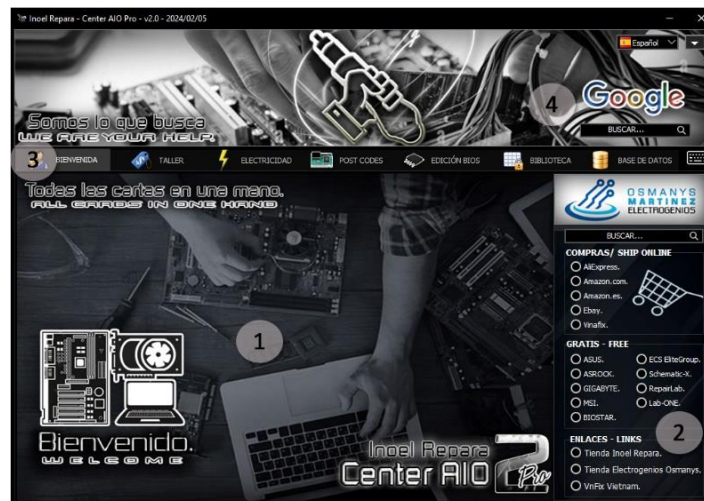 Inoel Repara - Center AIO Pro - v2.0 - 2024/02/05
Español
Somos lo que busca
WE ARE YOUR HELP.
4
Google
BUSCAR...
3
BIENVENIDA
TALLER
ELECTRICIDAD
POST CODES
EDICIÓN BIOS
BIBLIOTECA
BASE DE DATOS
Todas las cartas en una mano.
ALL CARDS IN ONE HAND
1
Bienvenido.
WELCOME
Inoel Repara
Center AIO 2 Pro
OSMANYS
MARTINEZ
ELECTROGENIOS
BUSCAR...
COMPRAS/ SHIP ONLINE
AliExpress.
Amazon.com.
Amazon.es.
Ebay.
Vinafix.
GRATIS - FREE
ASUS.
ASROCK.
GIGABYTE.
MSI.
BIOSTAR.
ECS EliteGroup.
Schematic-X.
RepairLab.
Lab-ONE.
2
ENLACES - LINKS
Tienda Inoel Repara.
Tienda Electrogenios Osmanys.
VnFix Vietnam.